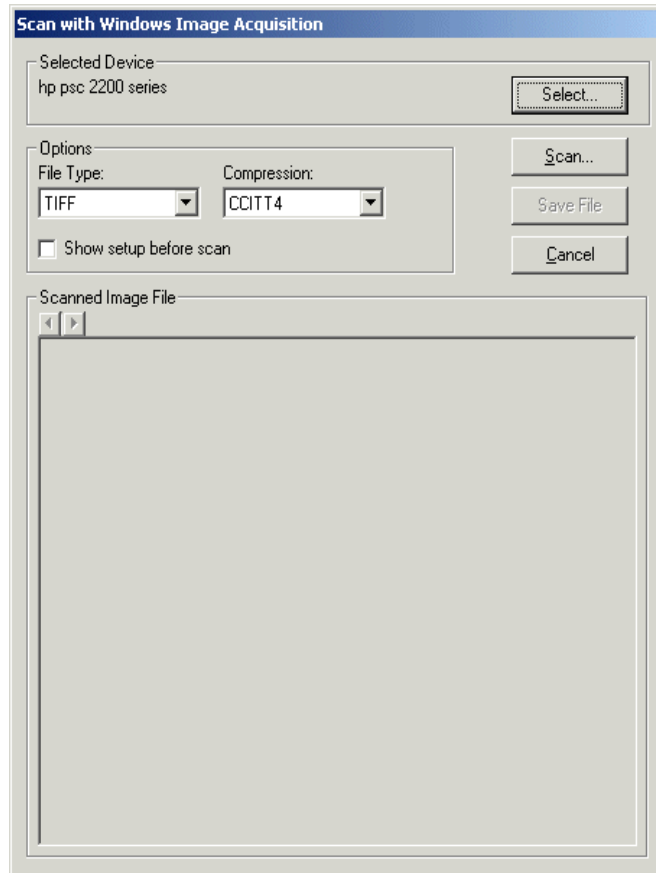 Scan with Windows Image Acquisition
Selected Device
hp psc 2200 series
Select...
Options
File Type:
Compression:
TIFF
CCITT4
Show setup before scan
Scan...
Save File
Cancel
Scanned Image File